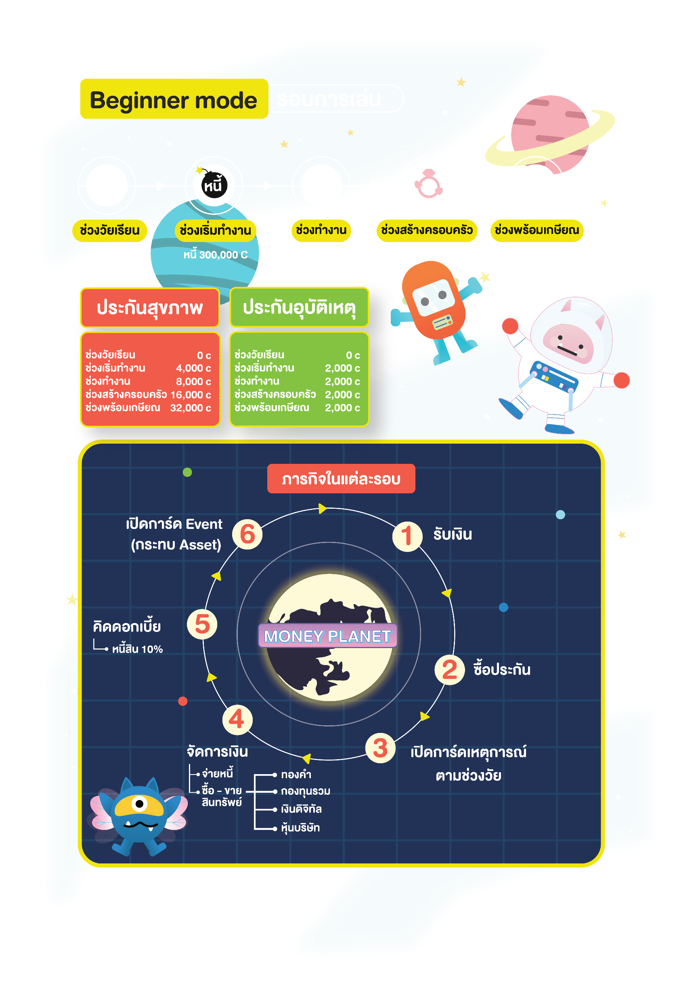 Beginner mode
รอบการเล่น
หนี้
ช่วงวัยเรียน
ช่วงเริ่มทำงาน
ช่วงทำงาน
ช่วงสร้างครอบครัว
ช่วงพร้อมเกษียณ
หนี้ 300,000 C
ประกันสุขภาพ
ช่วงวัยเรียน 0 c
ช่วงเริ่มทำงาน 4,000 c
ช่วงทำงาน 8,000 c
ช่วงสร้างครอบครัว 16,000 c
ช่วงพร้อมเกษียณ 32,000 c
ประกันอุบัติเหตุ
ช่วงวัยเรียน 0 c
ช่วงเริ่มทำงาน 2,000 c
ช่วงทำงาน 2,000 c
ช่วงสร้างครอบครัว 2,000 c
ช่วงพร้อมเกษียณ 2,000 c
ภารกิจในแต่ละรอบ
MONEY PLANET
1 รับเงิน
2 ซื้อประกัน
3 เปิดการ์ดเหตุการณ์
ตามช่วงวัย
4
จัดการเงิน
จ่ายหนี้
ซื้อ - ขาย
สินทรัพย์
ทองคำ
กองทุนรวม
เงินดิจิทัล
หุ้นบริษัท
5
คิดดอกเบี้ย
หนี้สิน 10%
6
เปิดการ์ด Event
(กระทบ Asset)